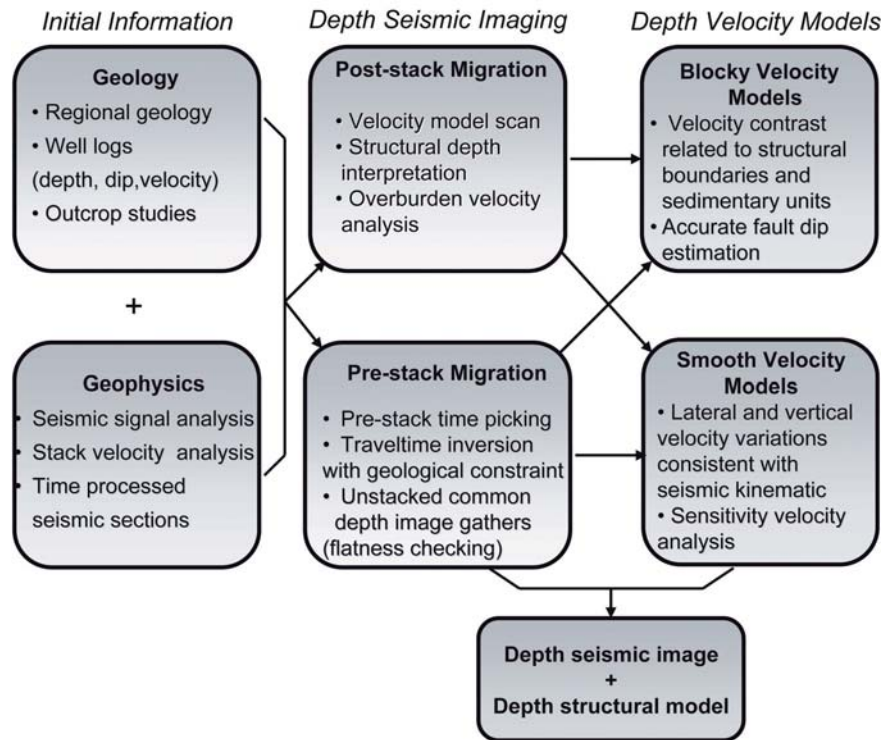 Initial Information
Depth Seismic Imaging
Depth Velocity Models
Geology
• Regional geology
• Well logs
(depth, dip,velocity)
• Outcrop studies
+
Geophysics
• Seismic signal analysis
• Stack velocity analysis
• Time processed
seismic sections
Post-stack Migration
• Velocity model scan
• Structural depth
interpretation
• Overburden velocity
analysis
Pre-stack Migration
• Pre-stack time picking
• Traveltime inversion
with geological constraint
• Unstacked common
depth image gathers
(flatness checking)
Blocky Velocity
Models
• Velocity contrast
related to structural
boundaries and
sedimentary units
• Accurate fault dip
estimation
Smooth Velocity
Models
• Lateral and vertical
velocity variations
consistent with
seismic kinematic
• Sensitivity velocity
analysis
Depth seismic image
+
Depth structural model